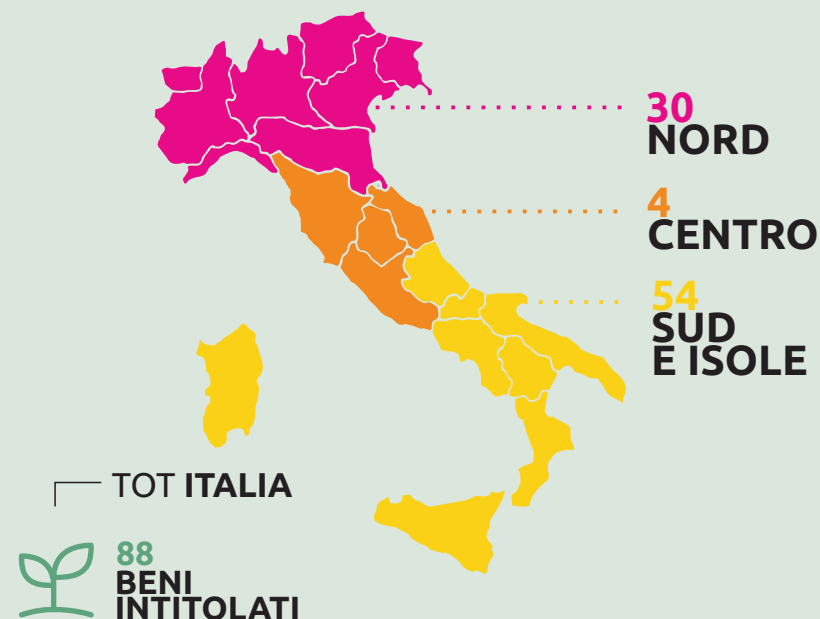 30
NORD
4
CENTRO
54
SUD
E ISOLE
TOT ITALIA
88
BENI
INTITOLATI